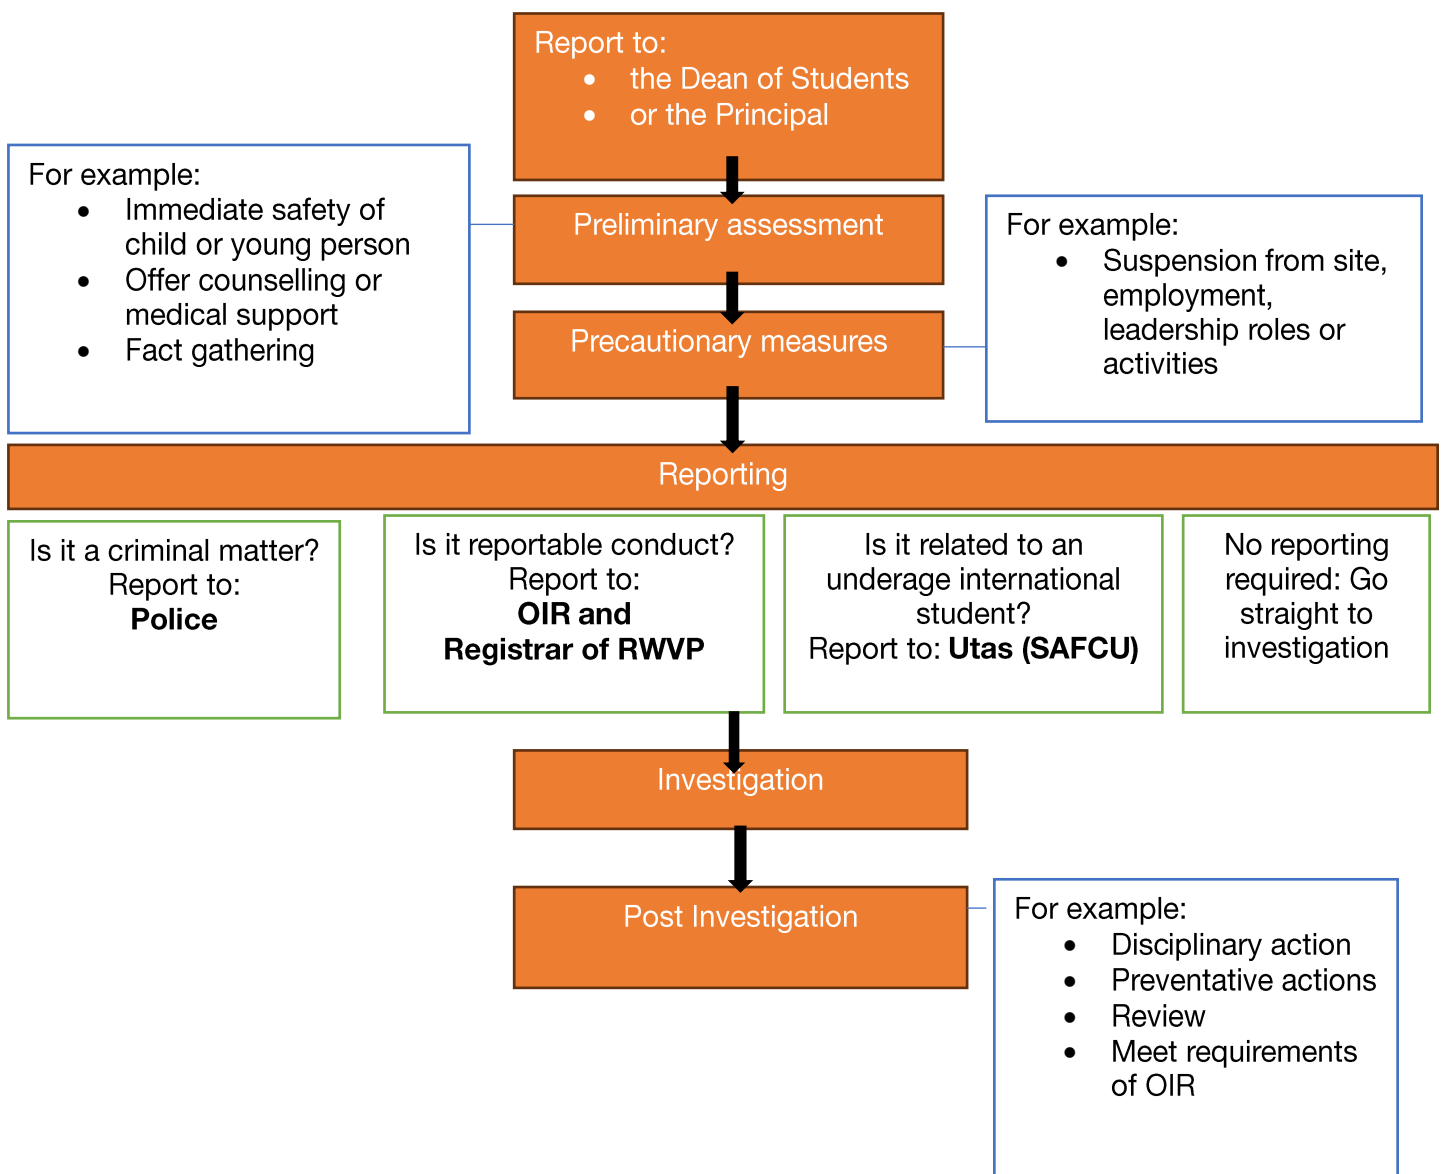 Report to:
• the Dean of Students
• or the Principal
For example:
• Immediate safety of
child or young person
• Offer counselling or
medical support
• Fact gathering
Preliminary assessment
Precautionary measures
For example:
• Suspension from site,
employment,
leadership roles or
activities
Reporting
Is it a criminal matter?
Report to:
Police
Is it reportable conduct?
Report to:
OIR and
Registrar of RWVP
Is it related to an
underage international
student?
Report to: Utas (SAFCU)
No reporting
required: Go
straight to
investigation
Investigation
Post Investigation
For example:
• Disciplinary action
• Preventative actions
• Review
• Meet requirements
of OIR